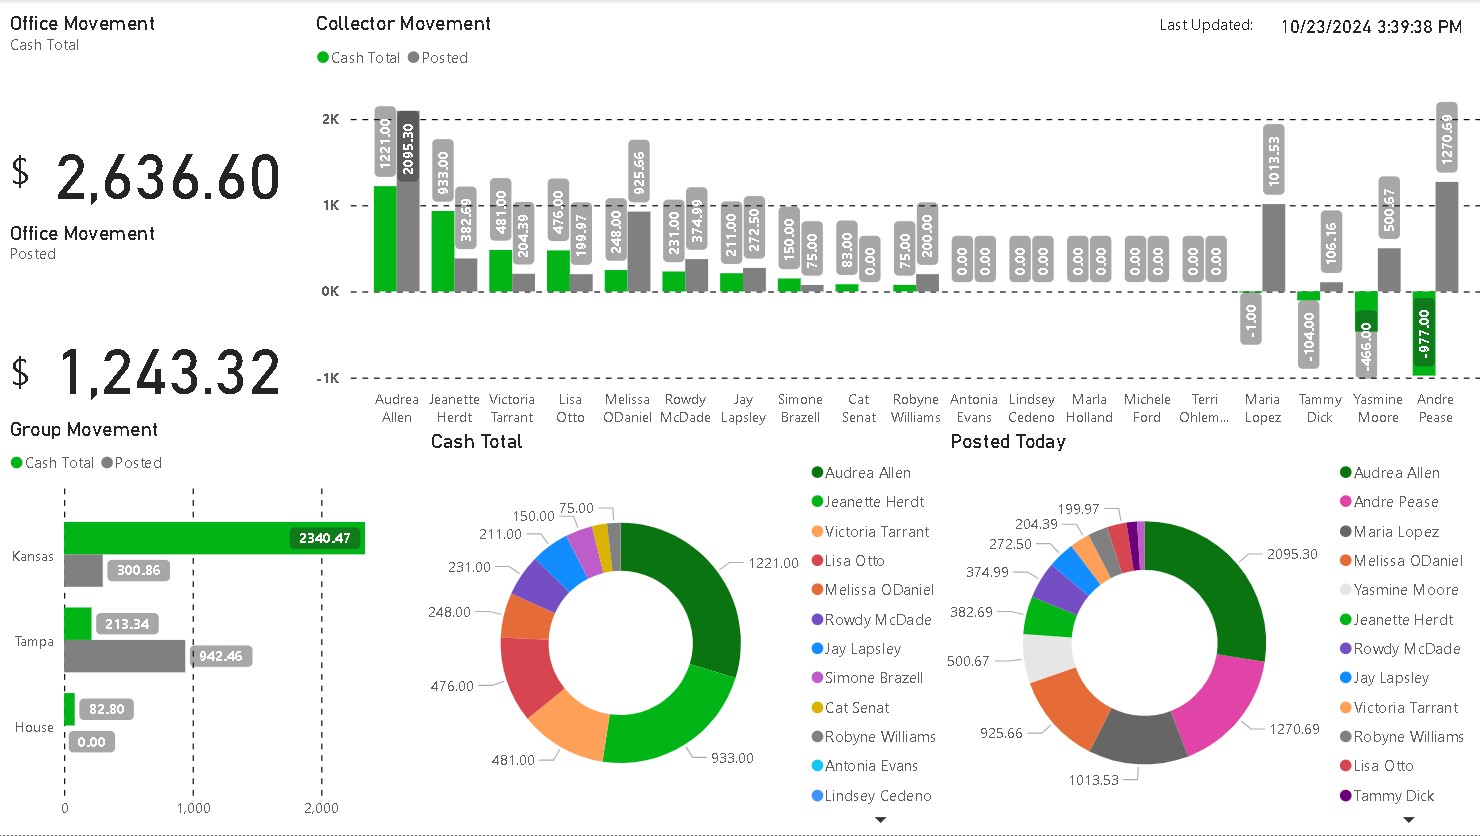 Office Movement
Cash Total
$ 2,636.60
Office Movement
Posted
$ 1,243.32
Collector Movement
Cash Total Posted
Last Updated: 10/23/2024 3:39:38 PM
2K
1K
0K
-1K
1221.00
2095.30
933.00
382.69
481.00
204.39
476.00
199.97
248.00
925.66
231.00
374.99
211.00
272.50
150.00
75.00
83.00
0.00
75.00
200.00
0.00
0.00
0.00
0.00
0.00
0.00
0.00
0.00
0.00
0.00
-1.00
1013.53
-104.00
106.16
-466.00
500.67
-977.00
1270.69
Audrea
Allen
Jeanette
Herdt
Victoria
Tarrant
Lisa
Otto
Melissa
ODaniel
Rowdy
McDade
Jay
Lapsley
Simone
Brazell
Cat
Senat
Robyne
Williams
Antonia
Evans
Lindsey
Cedeno
Marla
Holland
Michele
Ford
Terri
Ohlem...
Maria
Lopez
Tammy
Dick
Yasmine
Moore
Andre
Pease
Group Movement
Cash Total Posted
Kansas
2340.47
300.86
Tampa
213.34
942.46
House
82.80
0.00
0
1,000
2,000
Cash Total
75.00
150.00
211.00
231.00
248.00
476.00
481.00
933.00
1221.00
Audrea Allen
Jeanette Herdt
Victoria Tarrant
Lisa Otto
Melissa ODaniel
Rowdy McDade
Jay Lapsley
Simone Brazell
Cat Senat
Robyne Williams
Antonia Evans
Lindsey Cedeno
Posted Today
199.97
204.39
272.50
374.99
382.69
500.67
925.66
1013.53
1270.69
2095.30
Audrea Allen
Andre Pease
Maria Lopez
Melissa ODaniel
Yasmine Moore
Jeanette Herdt
Rowdy McDade
Jay Lapsley
Victoria Tarrant
Robyne Williams
Lisa Otto
Tammy Dick